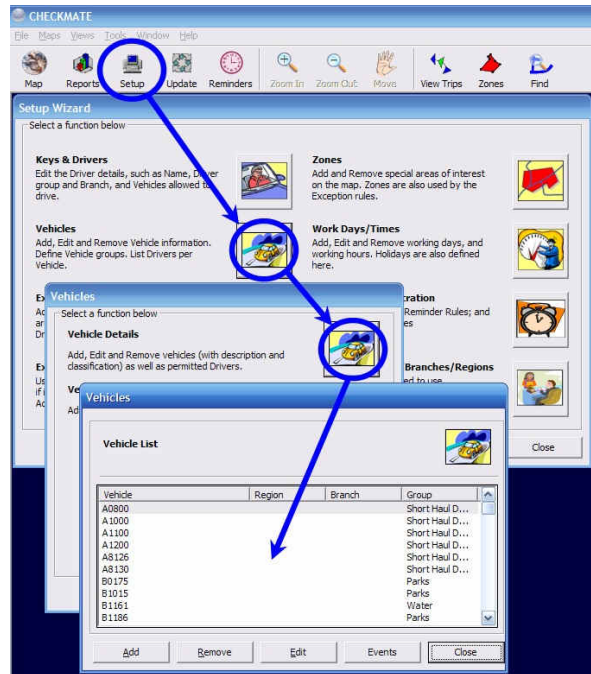 CHECKMATE
File Maps Views Tools Window Help
Map Reports Setup Update Reminders Zoom In Zoom Out Move View Trips Zones Find
Setup Wizard
Select a function below
Keys & Drivers
Edit the Driver details, such as Name, Driver
group and Branch, and Vehicles allowed to
drive.
Zones
Add and Remove special areas of interest
on the map. Zones are also used by the
Exception rules.
Vehicles
Add, Edit and Remove Vehicle information.
Define Vehicle groups. List Drivers per
Vehicle.
Work Days/Times
Add, Edit and Remove working days, and
working hours. Holidays are also defined
here.
Reminder Rules; and
Branches/Regions
ed to use
Close
Vehicles
Select a function below
Vehicle Details
Add, Edit and Remove vehicles (with description and
classification) as well as permitted Drivers.
Vehicles
Vehicle List
Vehicle Region Branch Group
A0800 Short Haul D...
A1000 Short Haul D...
A1100 Short Haul D...
A1200 Short Haul D...
A8126 Short Haul D...
A8130 Short Haul D...
B0175 Parks
B1015 Parks
B1161 Water
B1186 Parks
Add Remove Edit Events Close